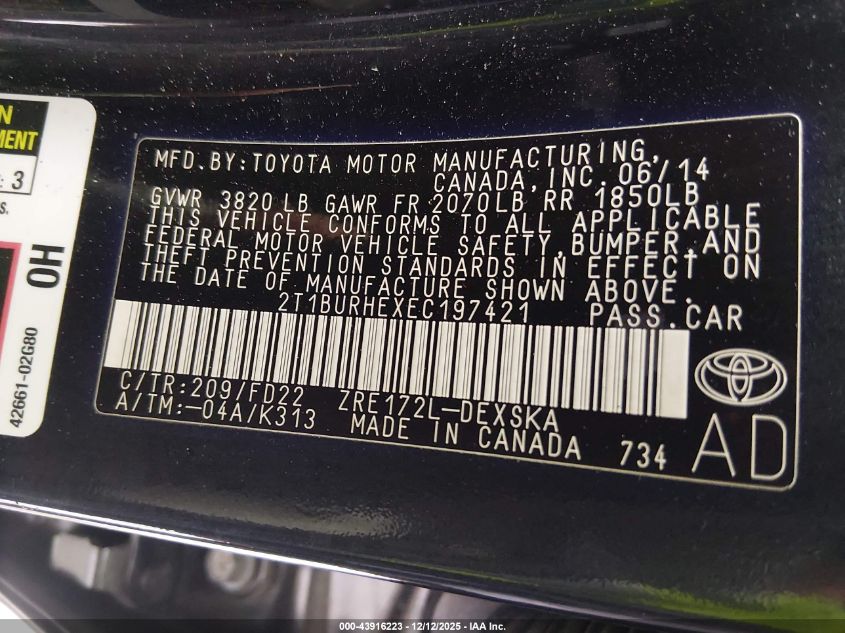 N
MENT
: 3
s.
OH
42661-02G80
MFD.BY:TOYOTA MOTOR MANUFACTURING,
CANADA, INC. 06/14
GVWR 3820 LB GAWR FR 2070LB RR 1850LB
THIS VEHICLE CONFORMS TO ALL APPLICABLE
FEDERAL MOTOR VEHICLE SAFETY,BUMPER,AND
THEFT PREVENTION STANDARDS IN EFFECT ON
THE DATE OF MANUFACTURE SHOWN ABOVE.
2T1BURHEXEC197421 PASS.CAR
C/TR:209/FD22 ZRE172L-DEXSKA
A/TM:-04A/K313 MADE IN CANADA 734
AD
000-43916223 - 12/12/2025 - IAA Inc.